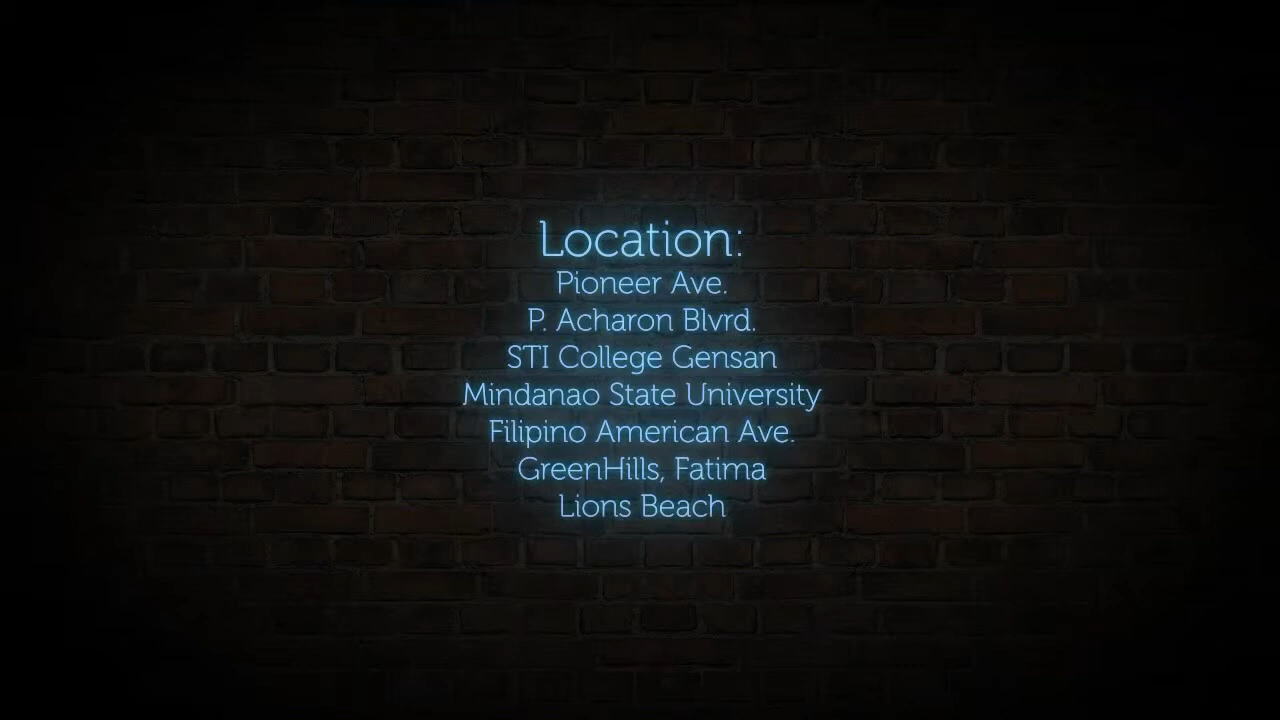 Location:
Pioneer Ave.
P. Acharon Blvrd.
STI College Gensan
Mindanao State University
Filipino American Ave.
GreenHills, Fatima
Lions Beach